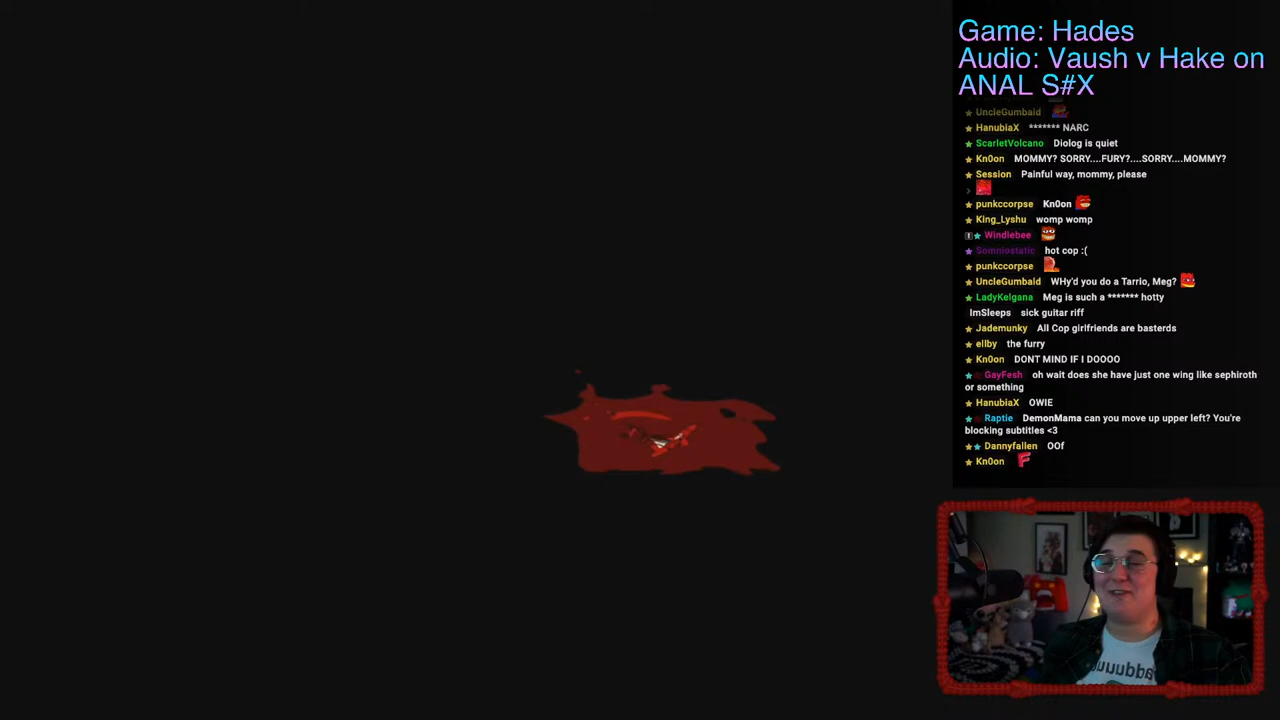 Game: Hades
Audio: Vaush v Hake on
ANAL S#X
UncleGumbaid
HanubiaX ******* NARC
ScarletVolcano Diolog is quiet
Kn0on MOMMY? SORRY....FURY?....SORRY....MOMMY?
Session Painful way, mommy, please
punkccorpse Kn0on
King_Lyshu womp womp
Windlebee
Somniostatic hot cop :(
punkccorpse
UncleGumbaid WHy'd you do a Tarrio, Meg?
LadyKelgana Meg is such a ******* hotty
ImSleeps sick guitar riff
Jademunky All Cop girlfriends are basterds
ellby the furry
Kn0on DONT MIND IF I DOOOO
GayFesh oh wait does she have just one wing like sephiroth
or something
HanubiaX OWIE
Raptie DemonMama can you move up upper left? You're
blocking subtitles <3
Dannyfallen OOf
Kn0on F